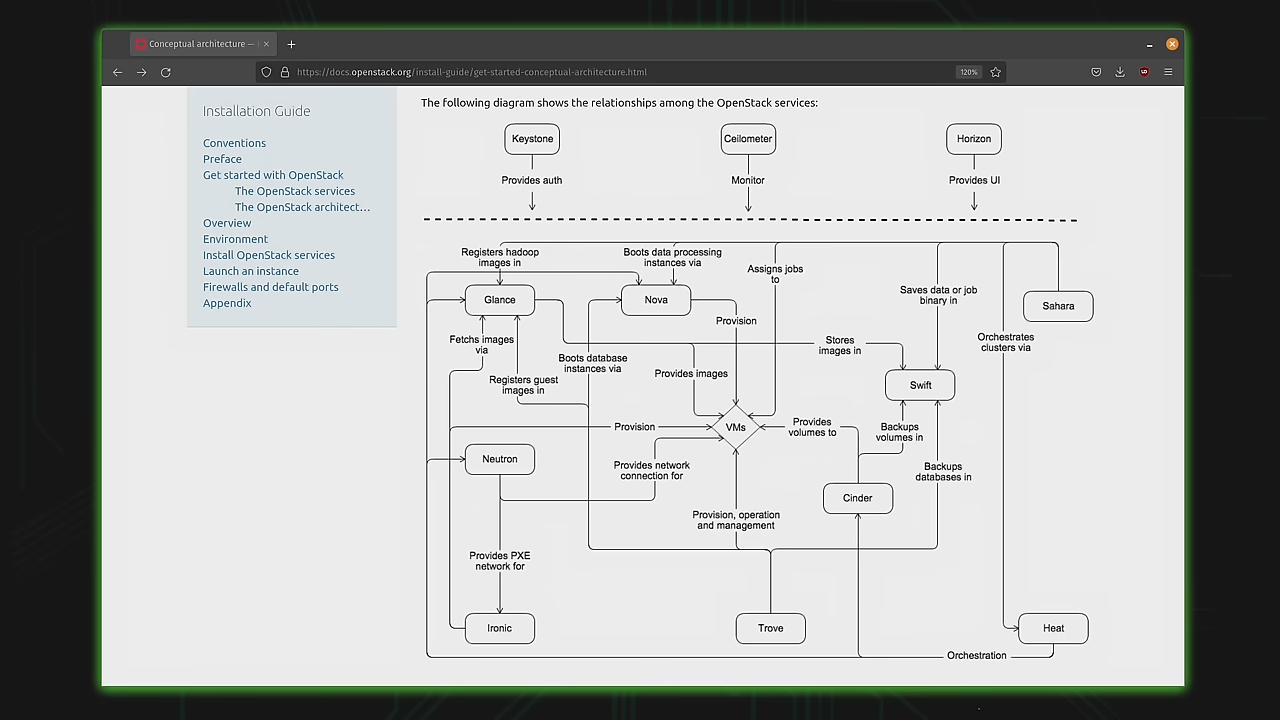 Conceptual architecture —
https://docs.openstack.org/install-guide/get-started-conceptual-architecture.html
120%
Installation Guide
Conventions
Preface
Get started with OpenStack
The OpenStack services
The OpenStack architect...
Overview
Environment
Install OpenStack services
Launch an instance
Firewalls and default ports
Appendix
The following diagram shows the relationships among the OpenStack services:
Keystone
Ceilometer
Horizon
Provides auth
Monitor
Provides UI
Registers hadoop
images in
Boots data processing
instances via
Assigns jobs
to
Saves data or job
binary in
Sahara
Glance
Nova
Provision
Orchestrates
clusters via
Fetchs images
via
Stores
images in
Boots database
instances via
Provides images
Registers guest
images in
Swift
Provision
VMs
Provides
volumes to
Backups
volumes in
Neutron
Provides network
connection for
Backups
databases in
Cinder
Provision, operation
and management
Provides PXE
network for
Ironic
Trove
Heat
Orchestration